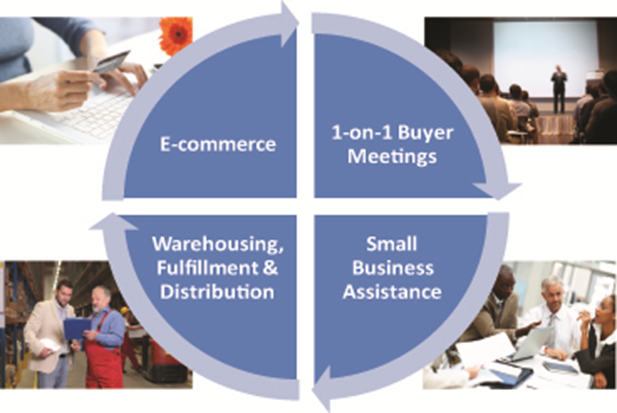 E-commerce
1-on-1 Buyer
Meetings
Warehousing,
Fulfillment &
Distribution
Small
Business
Assistance